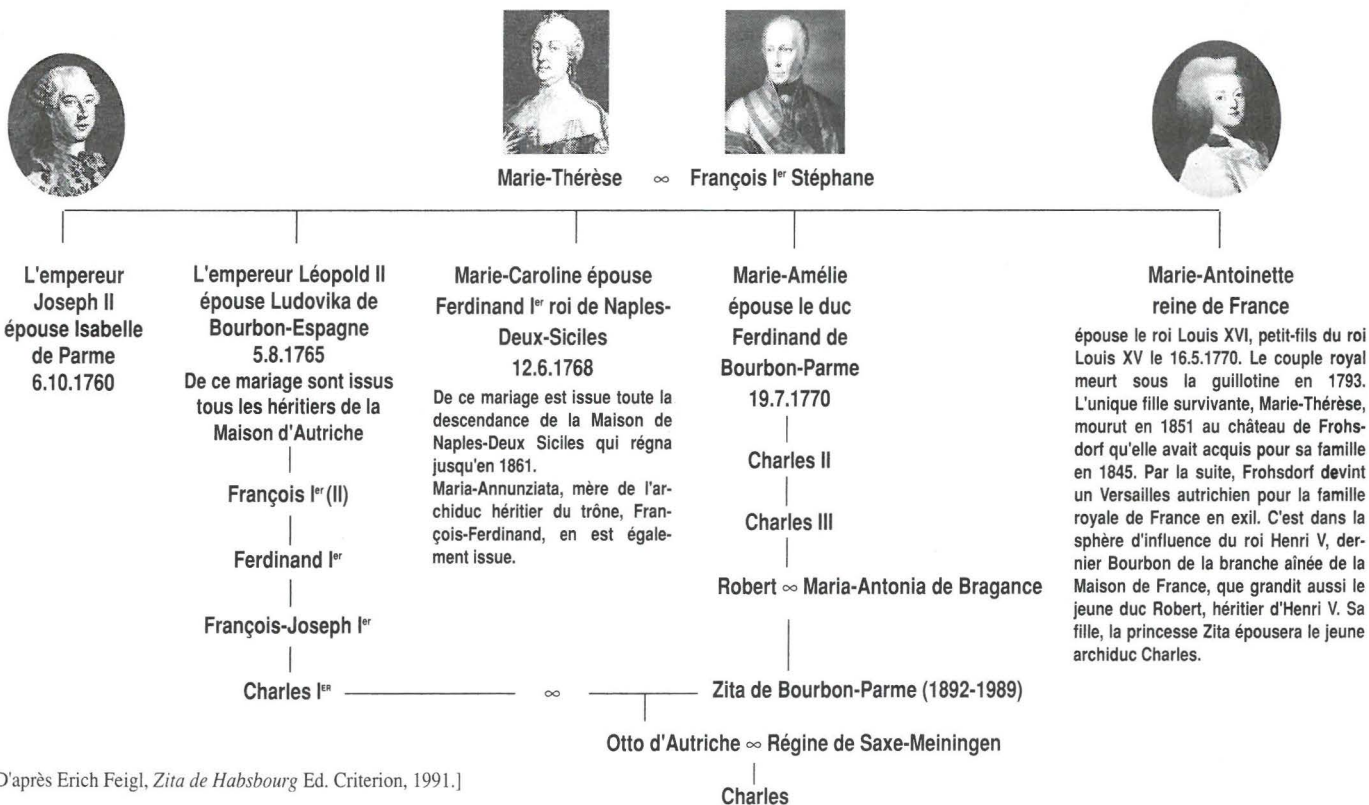 Marie-Thérèse ∞ François Ier Stéphane
L'empereur
Joseph II
épouse Isabelle
de Parme
6.10.1760
L'empereur Léopold II
épouse Ludovika de
Bourbon-Espagne
5.8.1765
De ce mariage sont issus
tous les héritiers de la
Maison d'Autriche
François Ier (II)
Ferdinand Ier
François-Joseph Ier
Marie-Caroline épouse
Ferdinand Ier roi de Naples-
Deux-Siciles
12.6.1768
De ce mariage est issue toute la
descendance de la Maison de
Naples-Deux Siciles qui régna
jusqu'en 1861.
Maria-Annunziata, mère de l'ar-
chiduc héritier du trône, Fran-
çois-Ferdinand, en est égale-
ment issue.
Marie-Amélie
épouse le duc
Ferdinand de
Bourbon-Parme
19.7.1770
Charles II
Charles III
Robert ∞ Maria-Antonia de Bragance
Marie-Antoinette
reine de France
épouse le roi Louis XVI, petit-fils du roi
Louis XV le 16.5.1770. Le couple royal
meurt sous la guillotine en 1793.
L'unique fille survivante, Marie-Thérèse,
mourut en 1851 au château de Frohs-
dorf qu'elle avait acquis pour sa famille
en 1845. Par la suite, Frohsdorf devint
un Versailles autrichien pour la famille
royale de France en exil. C'est dans la
sphère d'influence du roi Henri V, der-
nier Bourbon de la branche aînée de la
Maison de France, que grandit aussi le
jeune duc Robert, héritier d'Henri V. Sa
fille, la princesse Zita épousera le jeune
archiduc Charles.
Charles IER ∞ Zita de Bourbon-Parme (1892-1989)
Otto d'Autriche ∞ Régine de Saxe-Meiningen
Charles
D'après Erich Feigl, Zita de Habsbourg Ed. Criterion, 1991.]